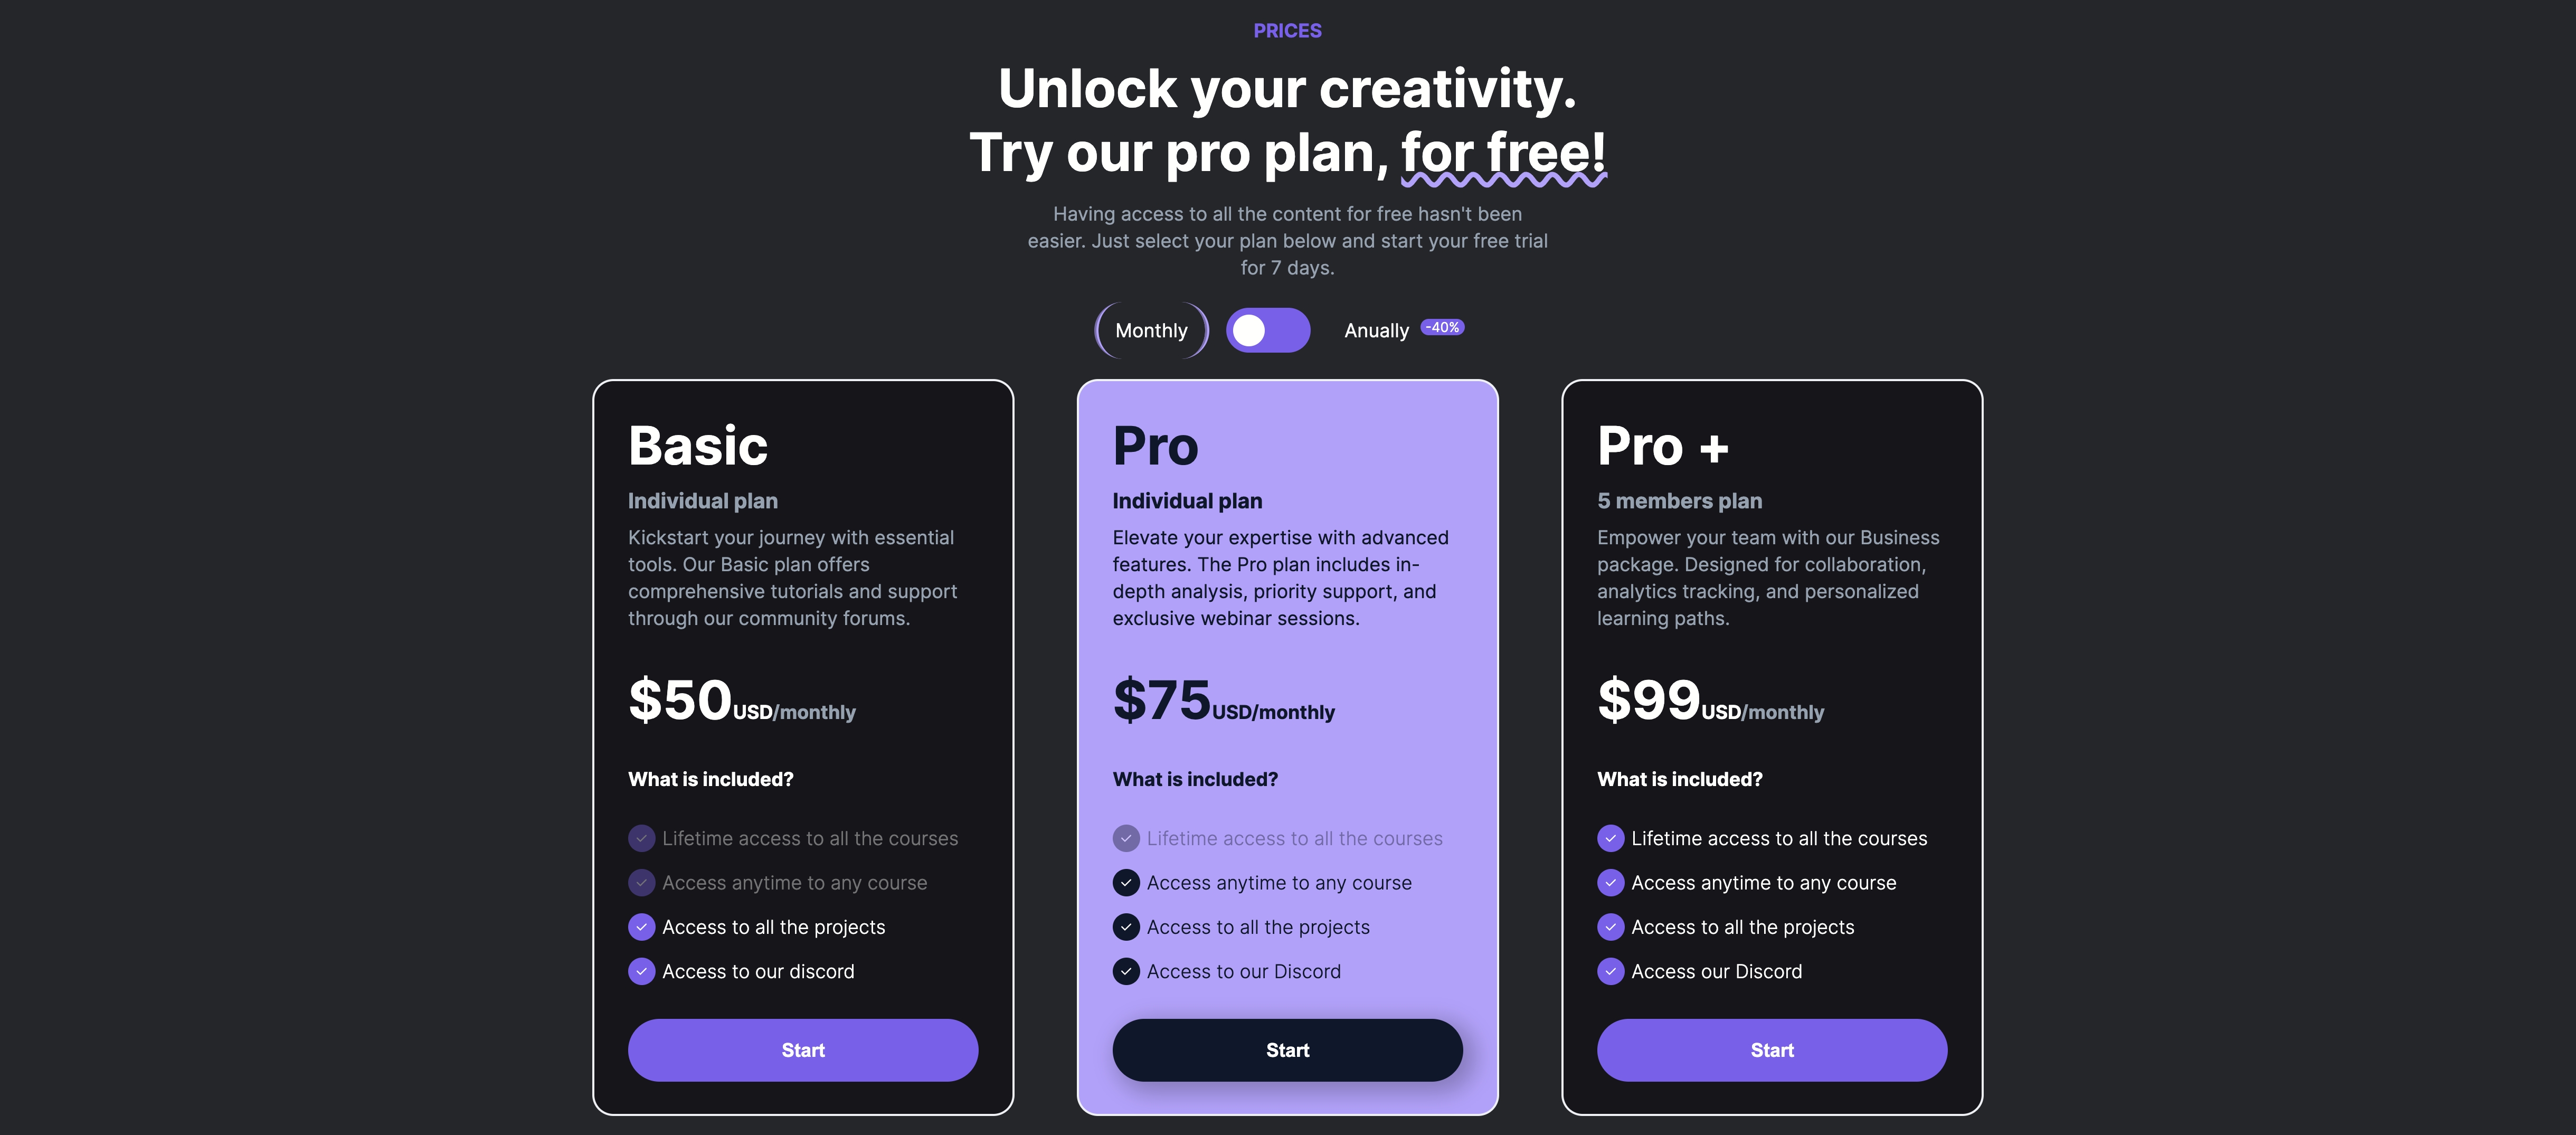 PRICES
Unlock your creativity.
Try our pro plan, for free!
Having access to all the content for free hasn't been
easier. Just select your plan below and start your free trial
for 7 days.
Monthly
Anually -40%
Basic
Individual plan
Kickstart your journey with essential
tools. Our Basic plan offers
comprehensive tutorials and support
through our community forums.
$50USD/monthly
What is included?
Lifetime access to all the courses
Access anytime to any course
Access to all the projects
Access to our discord
Start
Pro
Individual plan
Elevate your expertise with advanced
features. The Pro plan includes in-
depth analysis, priority support, and
exclusive webinar sessions.
$75USD/monthly
What is included?
Lifetime access to all the courses
Access anytime to any course
Access to all the projects
Access to our Discord
Start
Pro +
5 members plan
Empower your team with our Business
package. Designed for collaboration,
analytics tracking, and personalized
learning paths.
$99USD/monthly
What is included?
Lifetime access to all the courses
Access anytime to any course
Access to all the projects
Access our Discord
Start